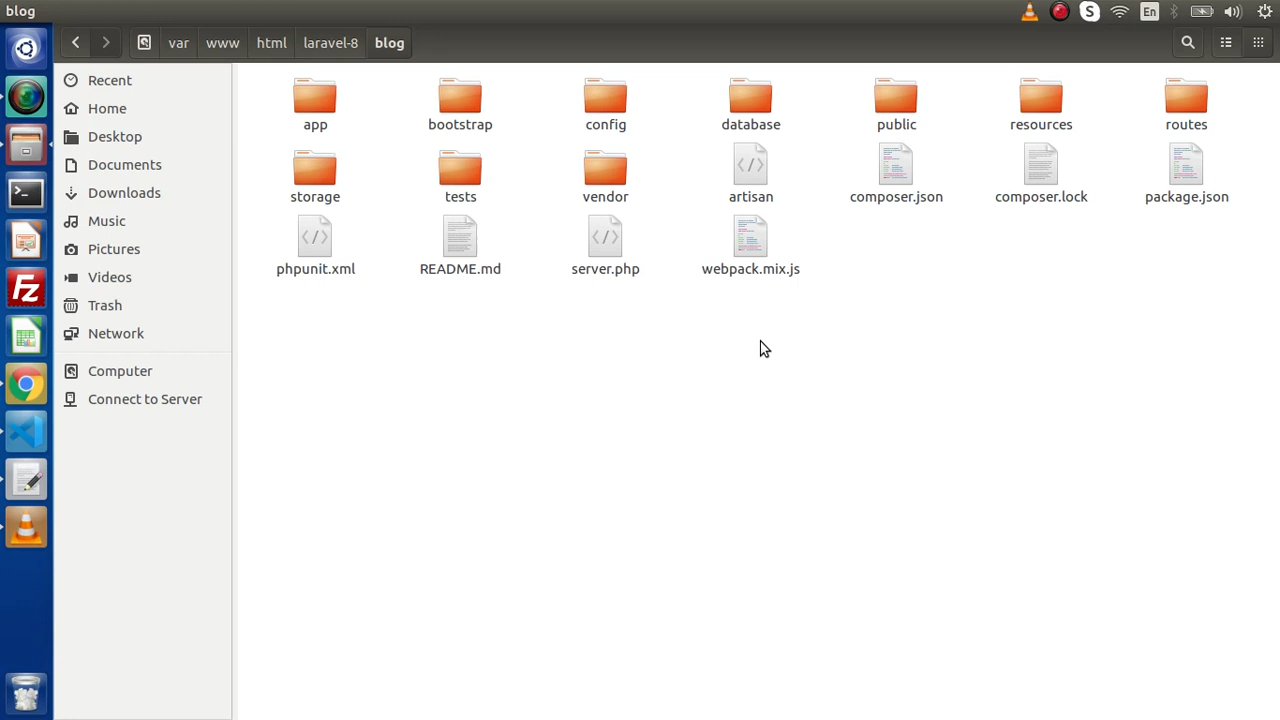 blog
En
var www html laravel-8 blog
Recent
Home
Desktop
Documents
Downloads
Music
Pictures
Videos
Trash
Network
Computer
Connect to Server
app bootstrap config database public resources routes
storage tests vendor artisan composer.json composer.lock package.json
phpunit.xml README.md server.php webpack.mix.js
Fz